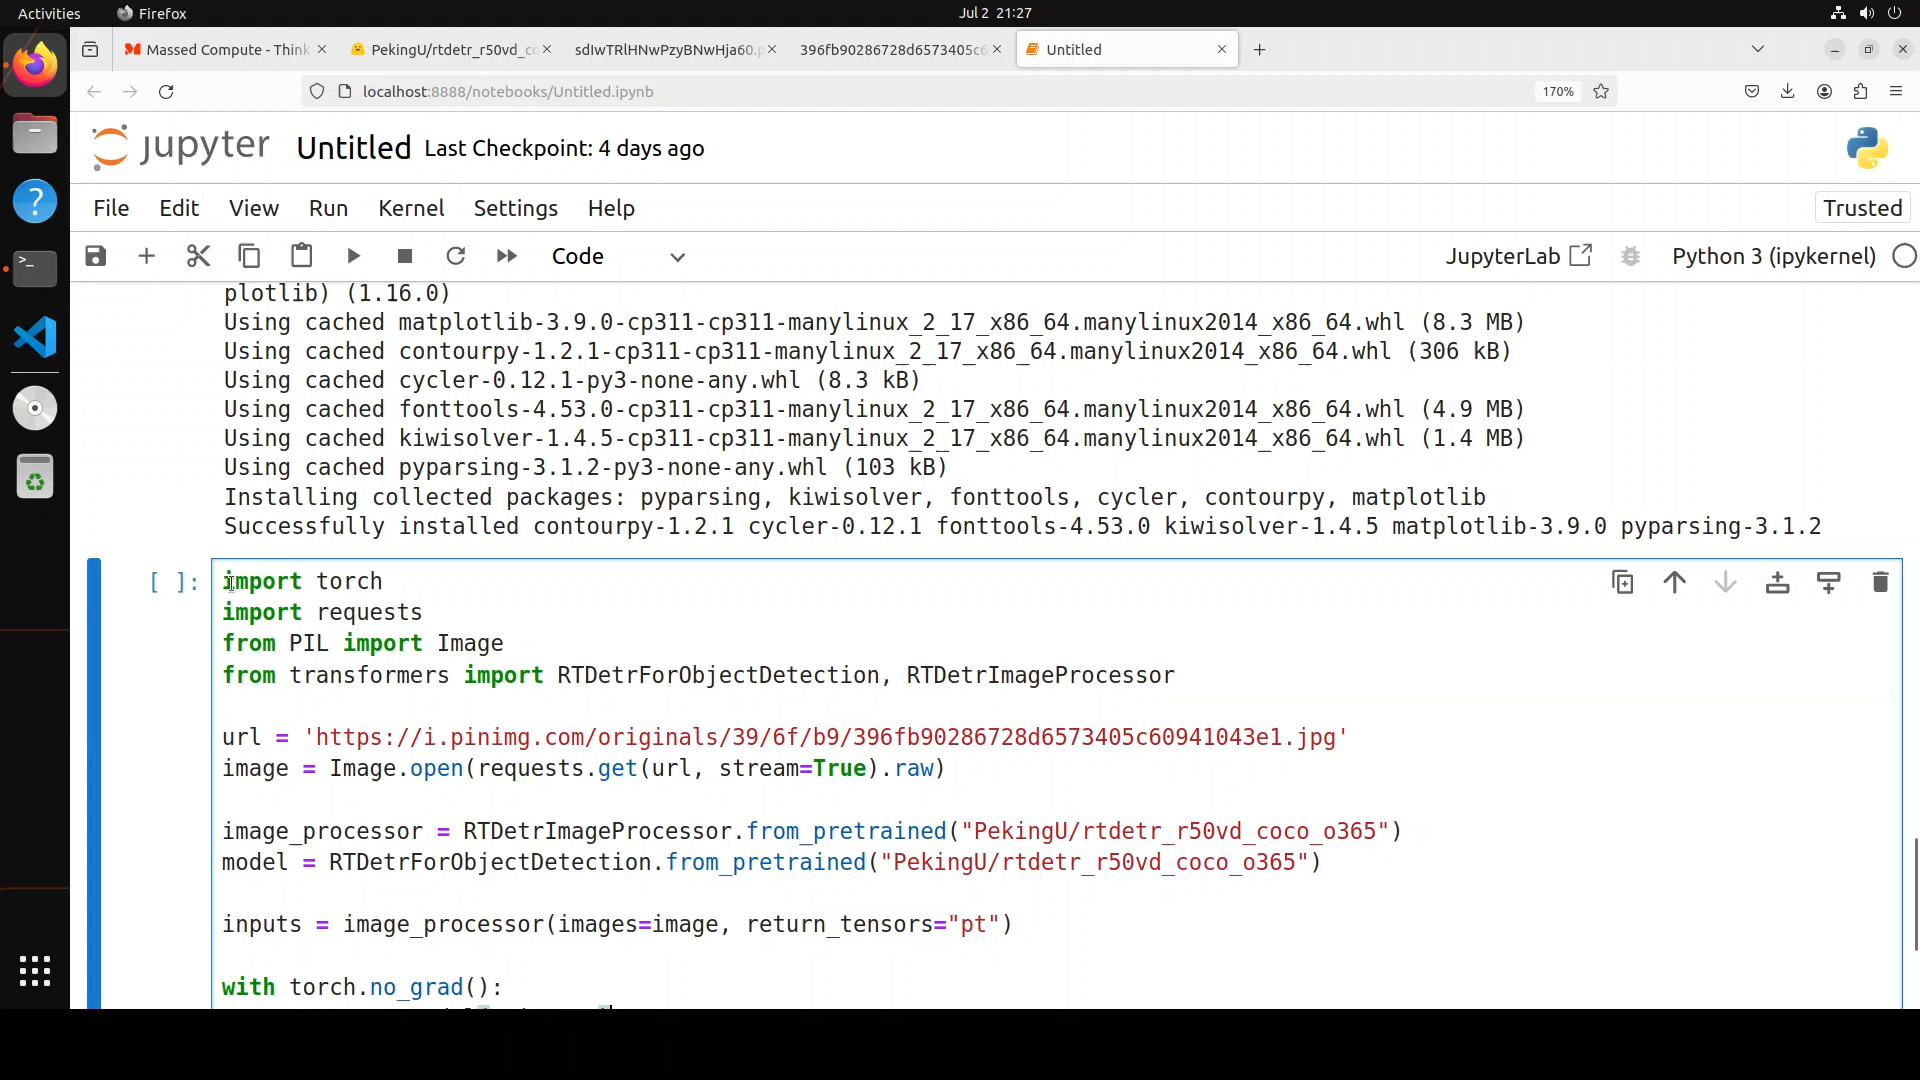 Activities
Firefox
Jul 2 21:27
Massed Compute - Think
PekingU/rtdetr_r50vd_co
sdIwTRlHNwPzyBNwHja60.p
396fb90286728d6573405c6
Untitled
localhost:8888/notebooks/Untitled.ipynb
170%
jupyter
Untitled
Last Checkpoint: 4 days ago
File
Edit
View
Run
Kernel
Settings
Help
Trusted
Code
JupyterLab
Python 3 (ipykernel)
plotlib) (1.16.0)
Using cached matplotlib-3.9.0-cp311-cp311-manylinux_2_17_x86_64.manylinux2014_x86_64.whl (8.3 MB)
Using cached contourpy-1.2.1-cp311-cp311-manylinux_2_17_x86_64.manylinux2014_x86_64.whl (306 kB)
Using cached cycler-0.12.1-py3-none-any.whl (8.3 kB)
Using cached fonttools-4.53.0-cp311-cp311-manylinux_2_17_x86_64.manylinux2014_x86_64.whl (4.9 MB)
Using cached kiwisolver-1.4.5-cp311-cp311-manylinux_2_17_x86_64.manylinux2014_x86_64.whl (1.4 MB)
Using cached pyparsing-3.1.2-py3-none-any.whl (103 kB)
Installing collected packages: pyparsing, kiwisolver, fonttools, cycler, contourpy, matplotlib
Successfully installed contourpy-1.2.1 cycler-0.12.1 fonttools-4.53.0 kiwisolver-1.4.5 matplotlib-3.9.0 pyparsing-3.1.2
[ ]:
import torch
import requests
from PIL import Image
from transformers import RTDetrForObjectDetection, RTDetrImageProcessor
url = 'https://i.pinimg.com/originals/39/6f/b9/396fb90286728d6573405c60941043e1.jpg'
image = Image.open(requests.get(url, stream=True).raw)
image_processor = RTDetrImageProcessor.from_pretrained("PekingU/rtdetr_r50vd_coco_o365")
model = RTDetrForObjectDetection.from_pretrained("PekingU/rtdetr_r50vd_coco_o365")
inputs = image_processor(images=image, return_tensors="pt")
with torch.no_grad():